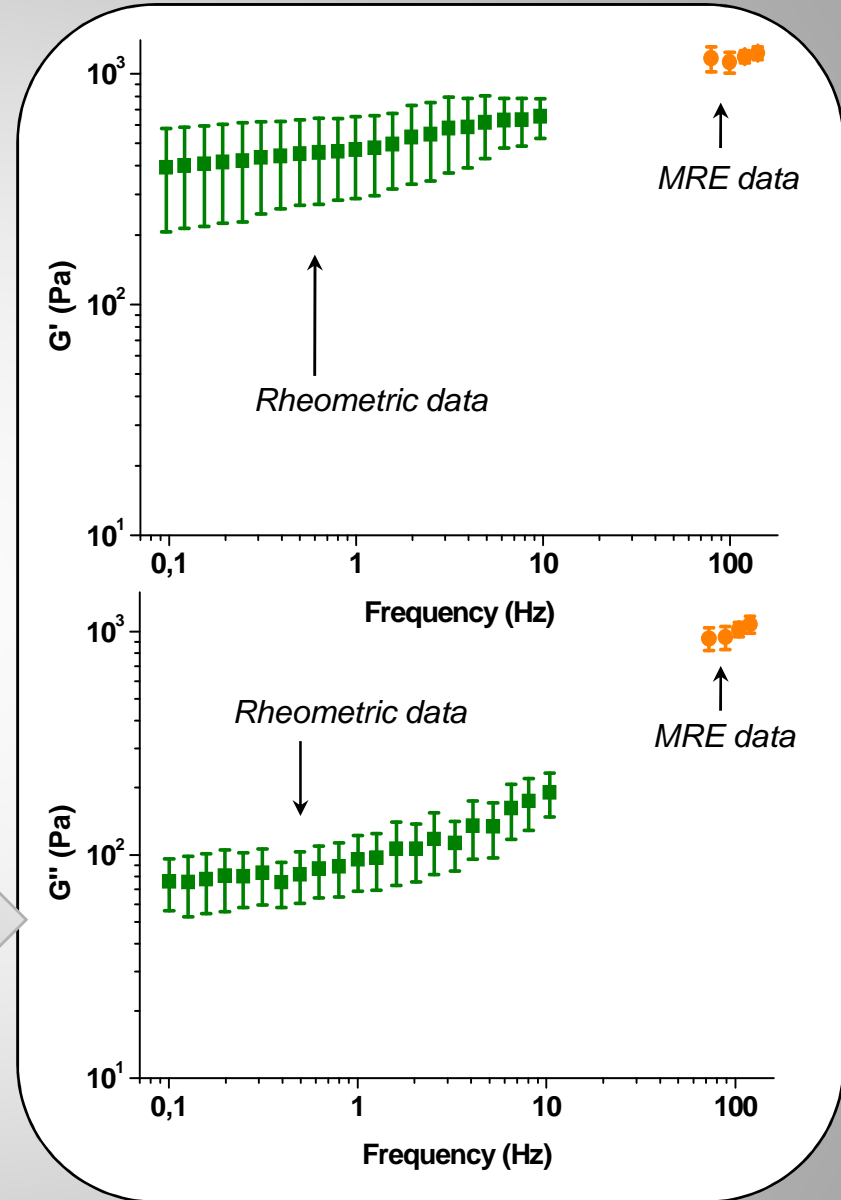 10³
MRE data
G' (Pa)
10²
Rheometric data
10¹
0,1 1 10 100
Frequency (Hz)
10³
Rheometric data
MRE data
G'' (Pa)
10²
10¹
0,1 1 10 100
Frequency (Hz)